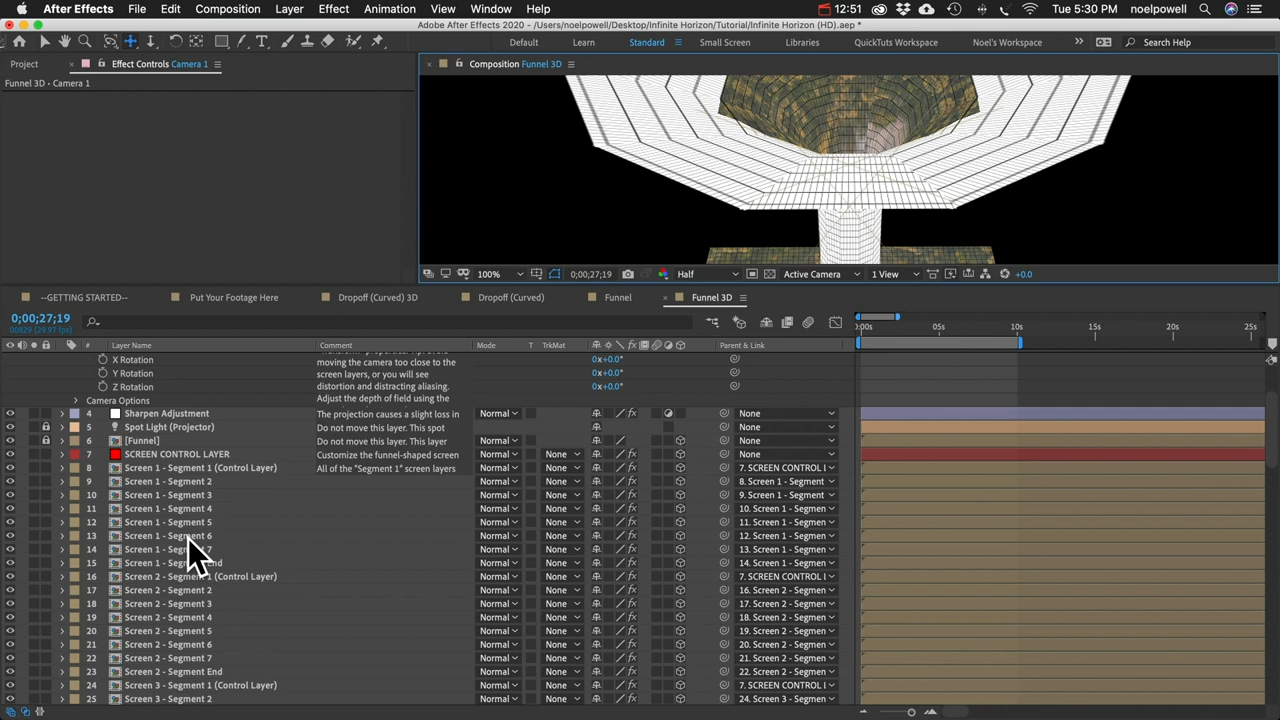 After Effects File Edit Composition Layer Effect Animation View Window Help 12:51 Tue 5:30 PM noelpowell
Adobe After Effects 2020 - /Users/noelpowell/Desktop/Infinite Horizon/Tutorial/Infinite Horizon (HD).aep *
Default Learn Standard Small Screen Libraries QuickTuts Workspace Noel's Workspace Search Help
Project Effect Controls Camera 1 Composition Funnel 3D
Funnel 3D • Camera 1
100% 0;00;27;19 Half Active Camera 1 View +0.0
--GETTING STARTED-- Put Your Footage Here Dropoff (Curved) 3D Dropoff (Curved) Funnel Funnel 3D
0;00;27;19
00829 (29.97 fps)
:00s 05s 10s 15s 20s 25s
# Layer Name Comment Mode T TrkMat Parent & Link
X Rotation 0x+0.0°
moving the camera too close to the
Y Rotation screen layers, or you will see 0x+0.0°
distortion and distracting aliasing.
Z Rotation 0x+0.0°
Adjust the depth of field using the
Camera Options
4 Sharpen Adjustment The projection causes a slight loss in Normal None
5 Spot Light (Projector) Do not move this layer. This spot None
6 [Funnel] Do not move this layer. This layer Normal None
7 SCREEN CONTROL LAYER Customize the funnel-shaped screen Normal None None
8 Screen 1 - Segment 1 (Control Layer) All of the "Segment 1" screen layers Normal None 7. SCREEN CONTROL L
9 Screen 1 - Segment 2 Normal None 8. Screen 1 - Segment
10 Screen 1 - Segment 3 Normal None 9. Screen 1 - Segment
11 Screen 1 - Segment 4 Normal None 10. Screen 1 - Segmen
12 Screen 1 - Segment 5 Normal None 11. Screen 1 - Segmen
13 Screen 1 - Segment 6 Normal None 12. Screen 1 - Segmen
14 Screen 1 - Segment 7 Normal None 13. Screen 1 - Segmen
15 Screen 1 - Segment End Normal None 14. Screen 1 - Segmen
16 Screen 2 - Segment 1 (Control Layer) Normal None 7. SCREEN CONTROL L
17 Screen 2 - Segment 2 Normal None 16. Screen 2 - Segmen
18 Screen 2 - Segment 3 Normal None 17. Screen 2 - Segmen
19 Screen 2 - Segment 4 Normal None 18. Screen 2 - Segmen
20 Screen 2 - Segment 5 Normal None 19. Screen 2 - Segmen
21 Screen 2 - Segment 6 Normal None 20. Screen 2 - Segmen
22 Screen 2 - Segment 7 Normal None 21. Screen 2 - Segmen
23 Screen 2 - Segment End Normal None 22. Screen 2 - Segmen
24 Screen 3 - Segment 1 (Control Layer) Normal None 7. SCREEN CONTROL L
25 Screen 3 - Segment 2 Normal None 24. Screen 3 - Segmen